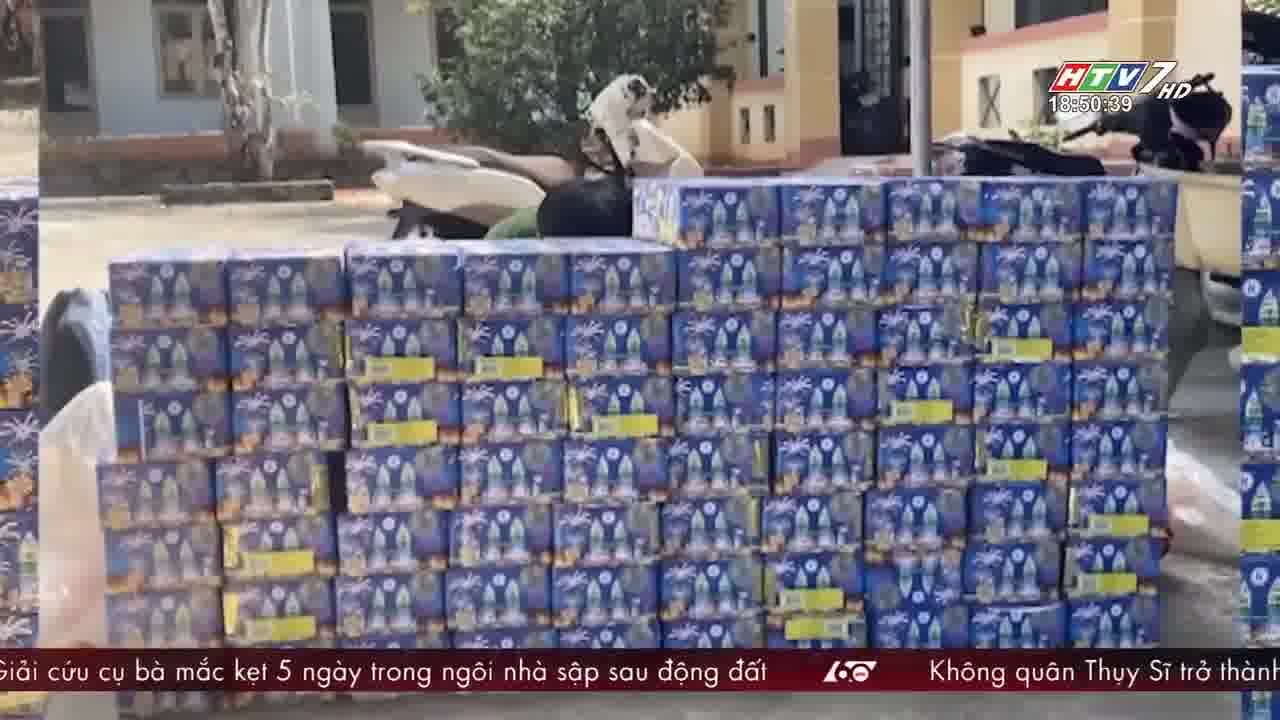 HTV7 HD
18:50:39
Giải cứu cụ bà mắc kẹt 5 ngày trong ngôi nhà sập sau động đất
60
Không quân Thụy Sĩ trở thành